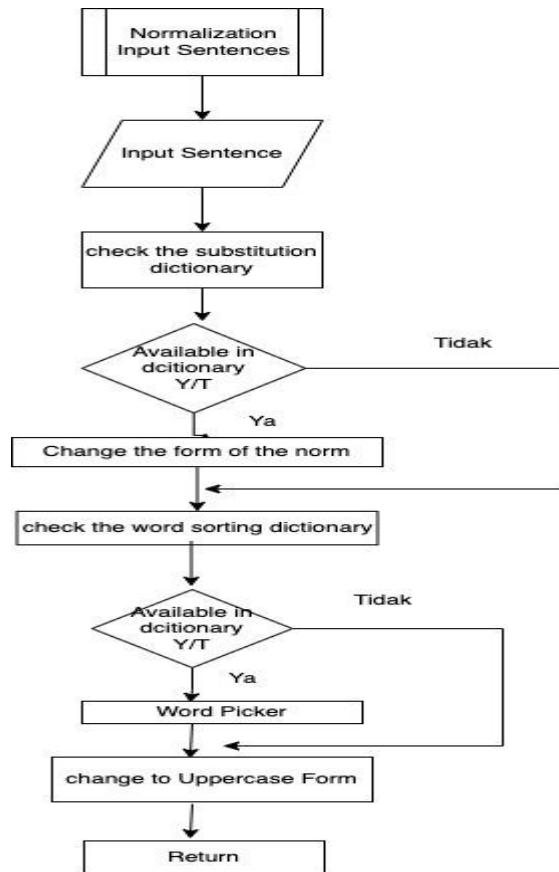 Normalization
Input Sentences
Input Sentence
check the substitution
dictionary
Available in
dcitionary
Y/T
Tidak
Ya
Change the form of the norm
check the word sorting dictionary
Available in
dcitionary
Y/T
Tidak
Ya
Word Picker
change to Uppercase Form
Return